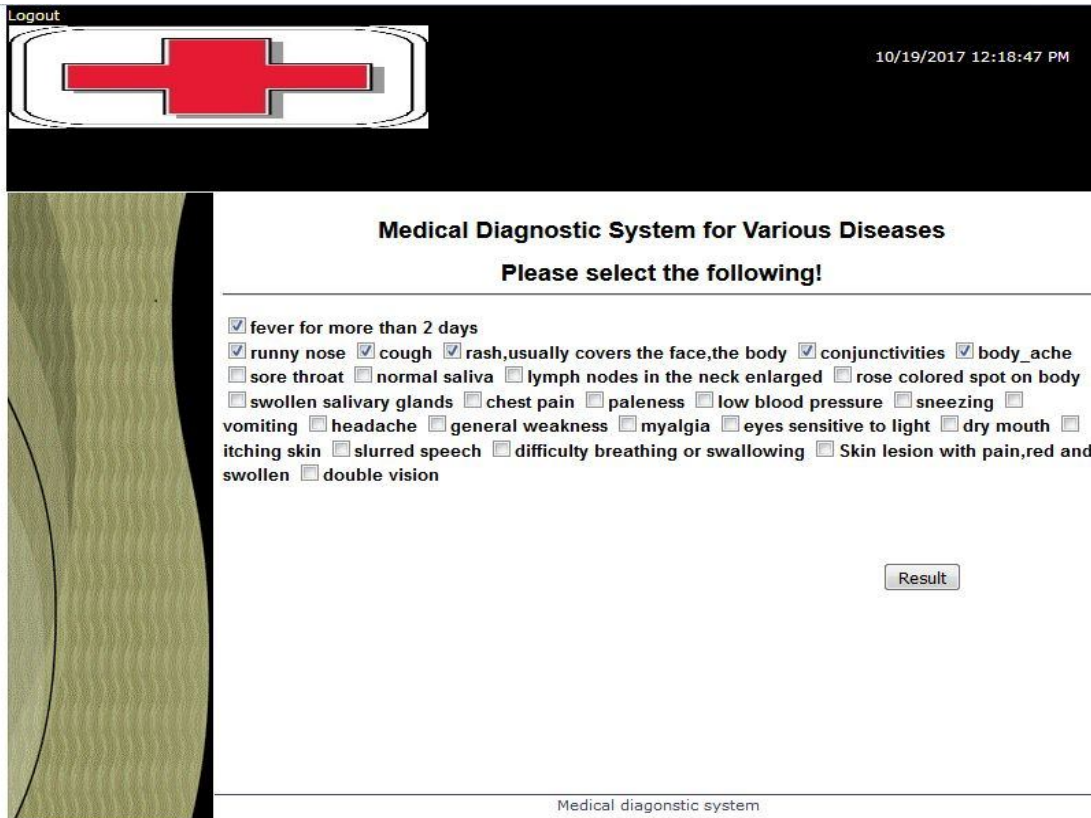 Logout
10/19/2017 12:18:47 PM
Medical Diagnostic System for Various Diseases
Please select the following!
fever for more than 2 days
runny nose cough rash,usually covers the face,the body conjunctivities body_ache
sore throat normal saliva lymph nodes in the neck enlarged rose colored spot on body
swollen salivary glands chest pain paleness low blood pressure sneezing
vomiting headache general weakness myalgia eyes sensitive to light dry mouth
itching skin slurred speech difficulty breathing or swallowing Skin lesion with pain,red and
swollen double vision
Result
Medical diagonstic system